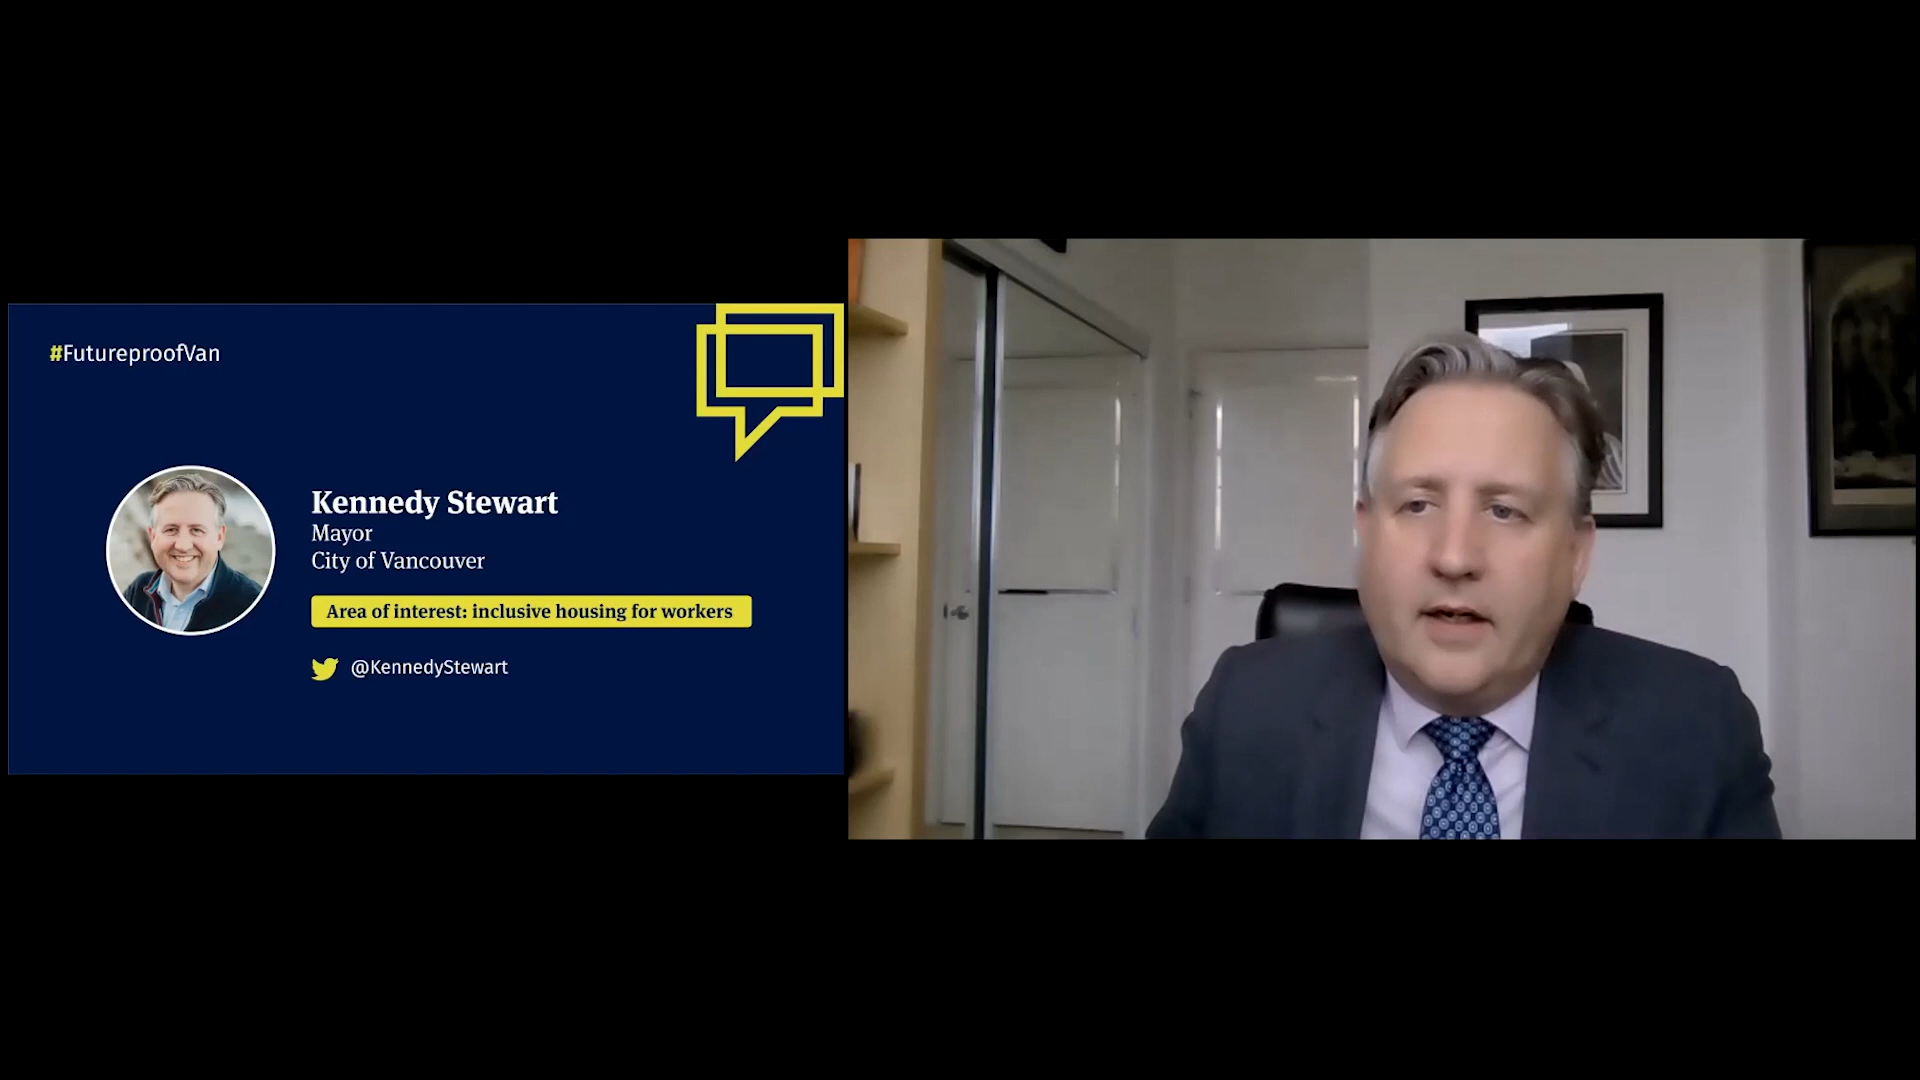 #FutureproofVan
Kennedy Stewart
Mayor
City of Vancouver
Area of interest: inclusive housing for workers
@KennedyStewart